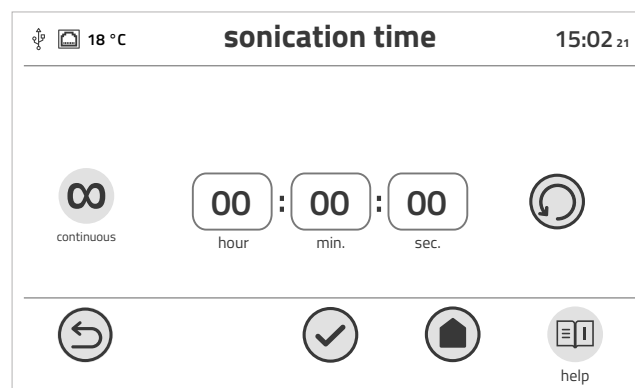 18 °C sonication time 15:02 21
∞
continuous
00 : 00 : 00
hour min. sec.
help